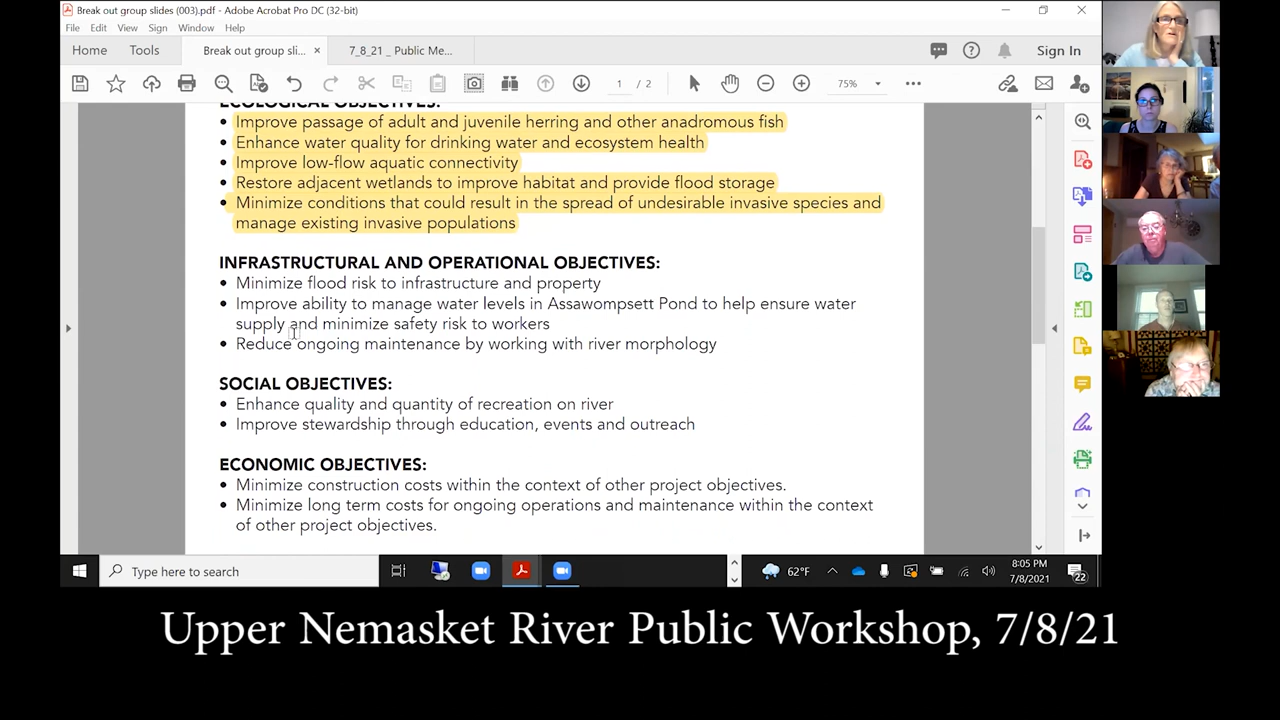 Break out group slides (003).pdf - Adobe Acrobat Pro DC (32-bit)
File Edit View Sign Window Help
Home Tools Break out group sli... × 7_8_21 _ Public Me... Sign In
1 / 2 75%
ECOLOGICAL OBJECTIVES:
• Improve passage of adult and juvenile herring and other anadromous fish
• Enhance water quality for drinking water and ecosystem health
• Improve low-flow aquatic connectivity
• Restore adjacent wetlands to improve habitat and provide flood storage
• Minimize conditions that could result in the spread of undesirable invasive species and
manage existing invasive populations
INFRASTRUCTURAL AND OPERATIONAL OBJECTIVES:
• Minimize flood risk to infrastructure and property
• Improve ability to manage water levels in Assawompsett Pond to help ensure water
supply and minimize safety risk to workers
• Reduce ongoing maintenance by working with river morphology
SOCIAL OBJECTIVES:
• Enhance quality and quantity of recreation on river
• Improve stewardship through education, events and outreach
ECONOMIC OBJECTIVES:
• Minimize construction costs within the context of other project objectives.
• Minimize long term costs for ongoing operations and maintenance within the context
of other project objectives.
Type here to search 62°F 8:05 PM
7/8/2021 22
Upper Nemasket River Public Workshop, 7/8/21